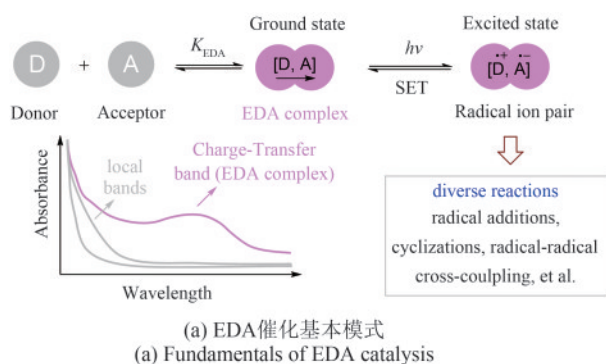 Ground state
Excited state
K_EDA
hν
D + A
[D, A]
SET
[D, A]
•+ •−
Donor
Acceptor
EDA complex
Radical ion pair
Charge-Transfer
band (EDA complex)
local
bands
Absorbance
Wavelength
diverse reactions
radical additions,
cyclizations, radical-radical
cross-coulpling, et al.
(a) EDA催化基本模式
(a) Fundamentals of EDA catalysis